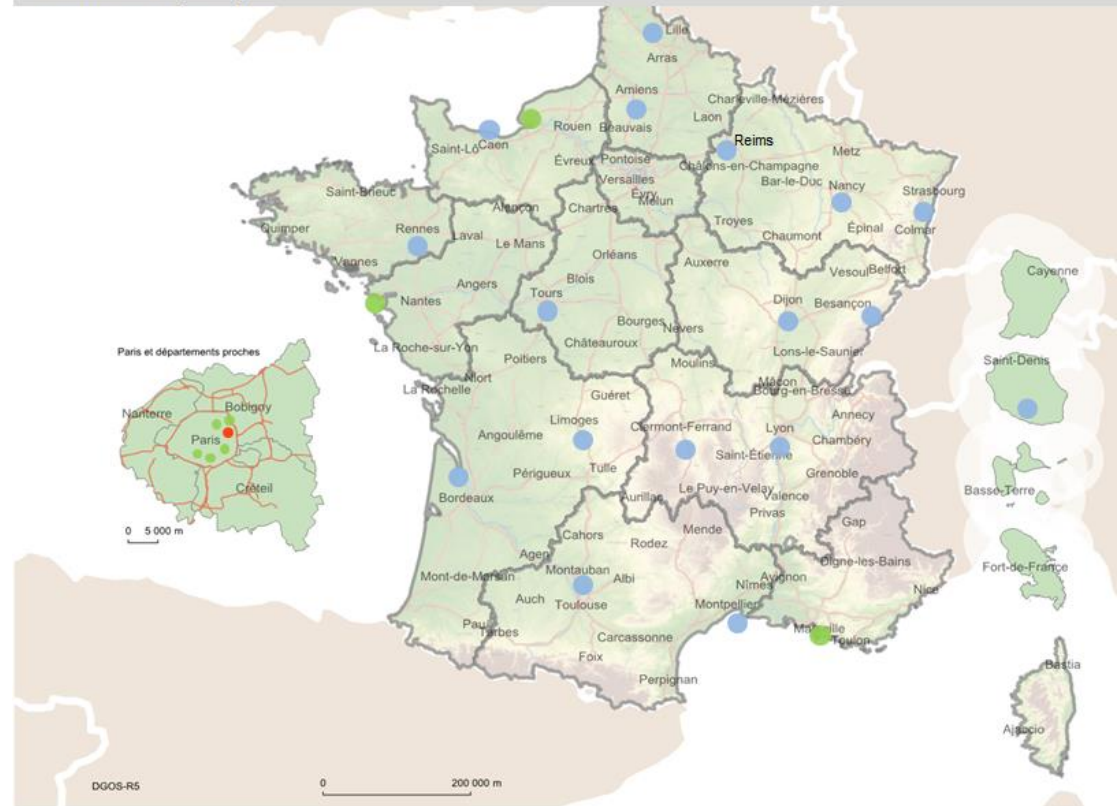 Lille
Arras
Amiens
Charleville-Mézières
Laon
Rouen
Beauvais
Reims
Saint-Lô
Caen
Évreux
Pontoise
Châlons-en-Champagne
Metz
Versailles
Bar-le-Duc
Nancy
Strasbourg
Saint-Brieuc
Évry
Melun
Alençon
Chartres
Troyes
Épinal
Colmar
Quimper
Rennes
Laval
Le Mans
Chaumont
Vannes
Orléans
Auxerre
Vesoul
Belfort
Cayenne
Angers
Blois
Nantes
Tours
Dijon
Besançon
Bourges
Nevers
La Roche-sur-Yon
Châteauroux
Lons-le-Saunier
Paris et départements proches
Poitiers
Moulins
Saint-Denis
Niort
La Rochelle
Mâcon
Bourg-en-Bresse
Guéret
Annecy
Nanterre
Bobigny
Limoges
Clermont-Ferrand
Lyon
Angoulême
Chambéry
Paris
Saint-Étienne
Périgueux
Tulle
Grenoble
Créteil
Le Puy-en-Velay
Basse-Terre
Bordeaux
Aurillac
Valence
Privas
0 5 000 m
Mende
Gap
Cahors
Rodez
Agen
Digne-les-Bains
Fort-de-France
Mont-de-Marsan
Montauban
Albi
Avignon
Nîmes
Nice
Auch
Toulouse
Montpellier
Pau
Tarbes
Carcassonne
Marseille
Toulon
Foix
Bastia
Perpignan
Ajaccio
DGOS-R5
0 200 000 m